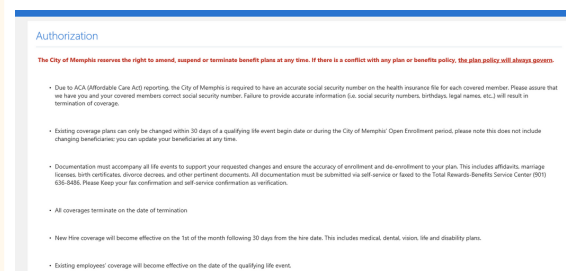 Authorization
The City of Memphis reserves the right to amend, suspend or terminate benefit plans at any time. If there is a conflict with any plan or benefits policy, the plan policy will always govern.
• Due to ACA (Affordable Care Act) reporting, the City of Memphis is required to have an accurate social security number on the health insurance file for each covered member. Please assure that
we have you and your covered members correct social security number. Failure to provide accurate information (i.e. social security numbers, birthdays, legal names, etc..) will result in
termination of coverage.
• Existing coverage plans can only be changed within 30 days of a qualifying life event begin date or during the City of Memphis' Open Enrollment period, please note this does not include
changing beneficiaries; you can update your beneficiaries at any time.
• Documentation must accompany all life events to support your requested changes and ensure the accuracy of enrollment and de-enrollment to your plan. This includes affidavits, marriage
licenses, birth certificates, divorce decrees, and other pertinent documents. All documentation must be submitted via self-service or faxed to the Total Rewards-Benefits Service Center (901)
636-8486. Please Keep your fax confirmation and self-service confirmation as verification.
• All coverages terminate on the date of termination
• New Hire coverage will become effective on the 1st of the month following 30 days from the hire date. This includes medical, dental, vision, life and disability plans.
• Existing employees' coverage will become effective on the date of the qualifying life event.